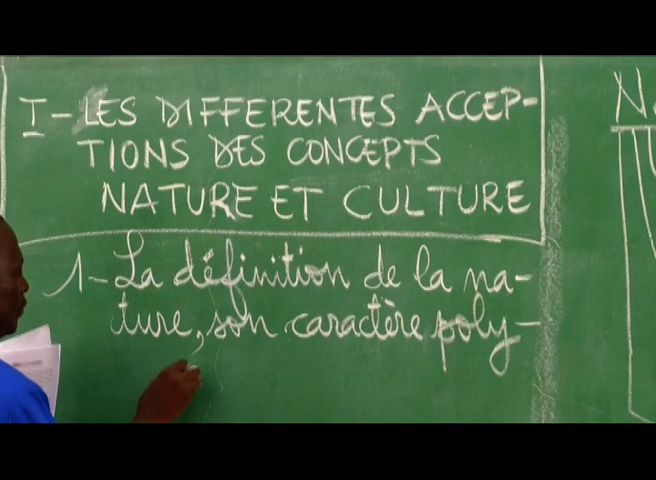 I- LES DIFFERENTES ACCEP-
TIONS DES CONCEPTS
NATURE ET CULTURE
1- La définition de la na-
ture, son caractère poly-